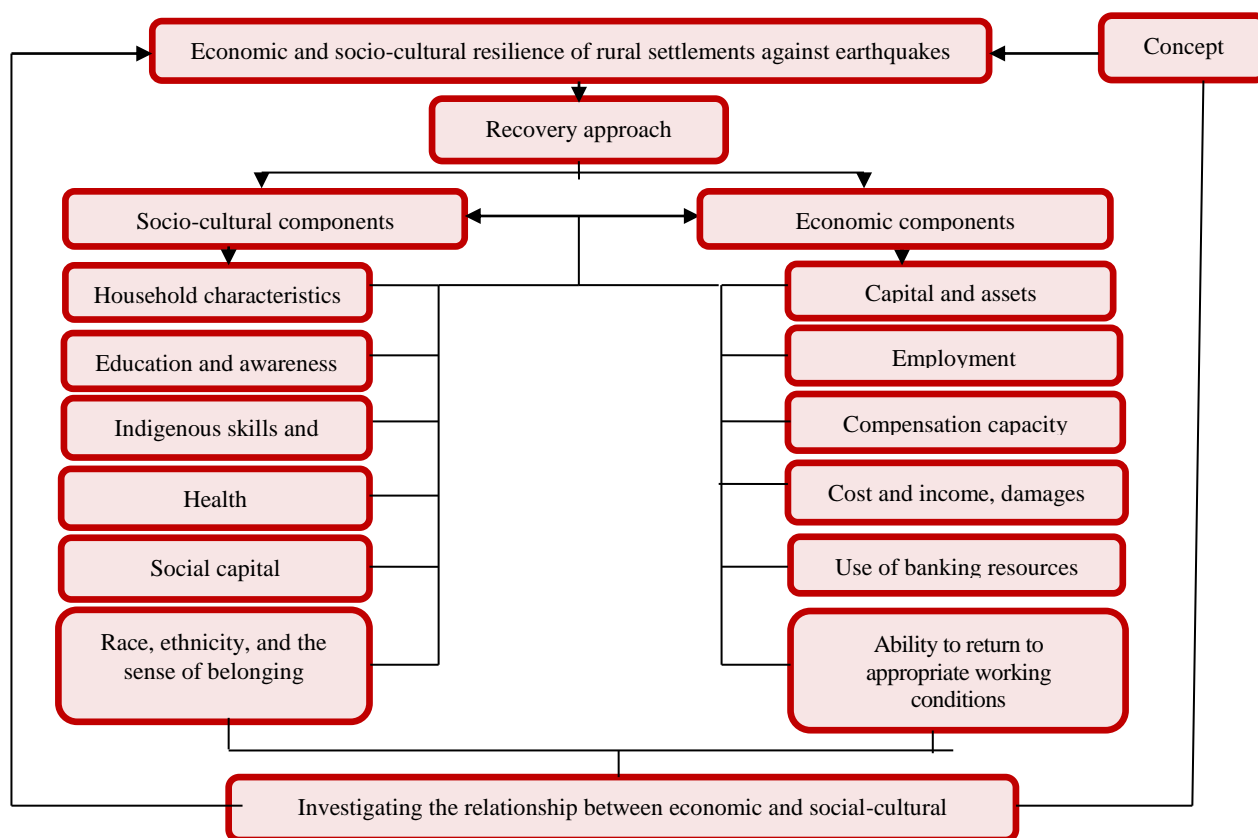 Economic and socio-cultural resilience of rural settlements against earthquakes
Concept
Recovery approach
Socio-cultural components
Economic components
Household characteristics
Capital and assets
Education and awareness
Employment
Indigenous skills and
Compensation capacity
Health
Cost and income, damages
Social capital
Use of banking resources
Race, ethnicity, and the
sense of belonging
Ability to return to
appropriate working
conditions
Investigating the relationship between economic and social-cultural